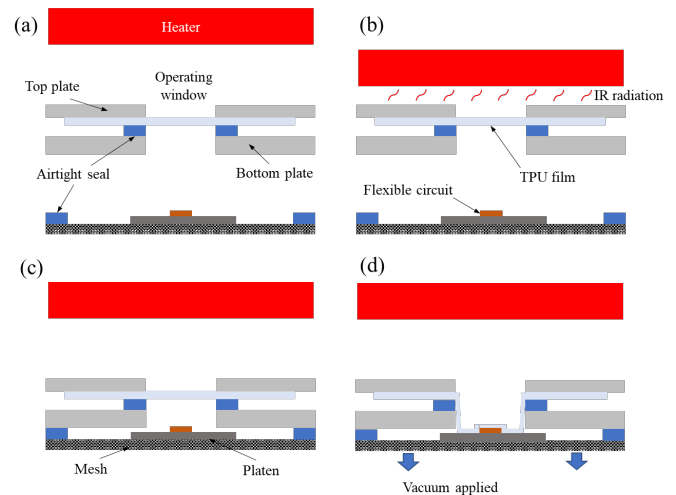 (a)
Heater
Top plate
Operating
window
Airtight seal
Bottom plate
(b)
IR radiation
TPU film
Flexible circuit
(c)
Mesh
Platen
(d)
Vacuum applied